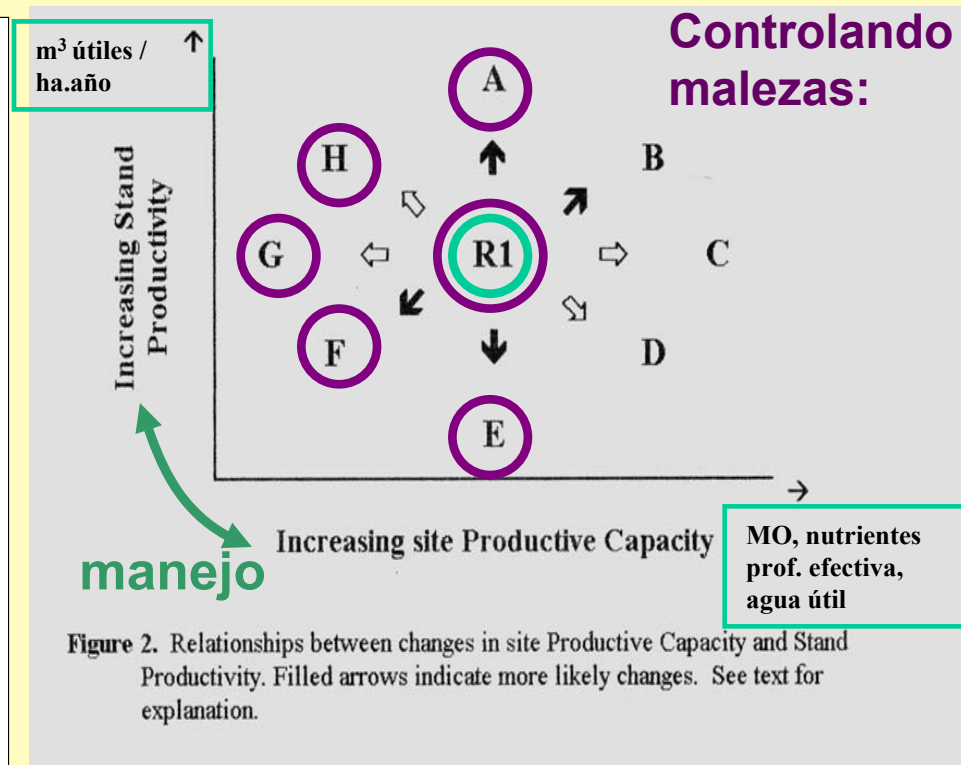 m³ útiles /
ha.año
↑
Controlando
malezas:
Increasing Stand
Productivity
A
H
B
G
R1
C
F
D
E
→
manejo
Increasing site Productive Capacity
MO, nutrientes
prof. efectiva,
agua útil
Figure 2. Relationships between changes in site Productive Capacity and Stand
Productivity. Filled arrows indicate more likely changes. See text for
explanation.